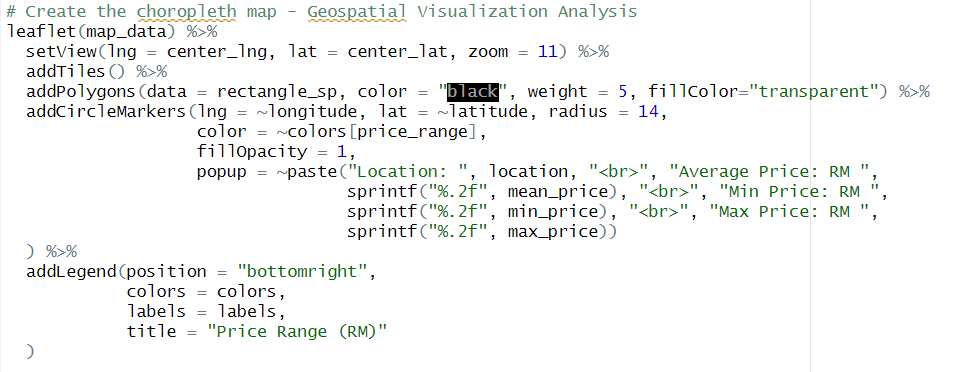 # Create the choropleth map - Geospatial Visualization Analysis
leaflet(map_data) %>%
  setView(lng = center_lng, lat = center_lat, zoom = 11) %>%
  addTiles() %>%
  addPolygons(data = rectangle_sp, color = "black", weight = 5, fillColor="transparent") %>%
  addCircleMarkers(lng = ~longitude, lat = ~latitude, radius = 14,
                   color = ~colors[price_range],
                   fillOpacity = 1,
                   popup = ~paste("Location: ", location, "<br>", "Average Price: RM ",
                                  sprintf("%.2f", mean_price), "<br>", "Min Price: RM ",
                                  sprintf("%.2f", min_price), "<br>", "Max Price: RM ",
                                  sprintf("%.2f", max_price))
  ) %>%
  addLegend(position = "bottomright",
            colors = colors,
            labels = labels,
            title = "Price Range (RM)"
  )